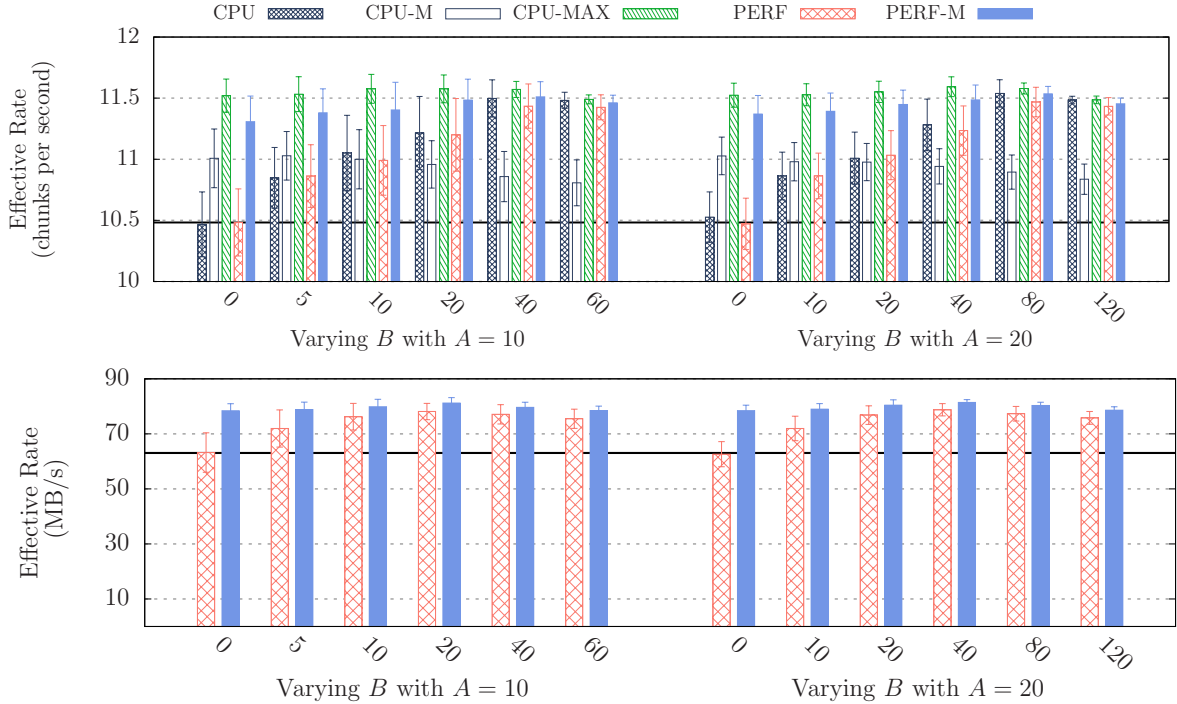 CPU CPU-M CPU-MAX PERF PERF-M
Effective Rate
(chunks per second)
12
11.5
11
10.5
10
0 5 10 20 40 60 0 10 20 40 80 120
Varying B with A = 10 Varying B with A = 20
Effective Rate
(MB/s)
90
70
50
30
10
0 5 10 20 40 60 0 10 20 40 80 120
Varying B with A = 10 Varying B with A = 20